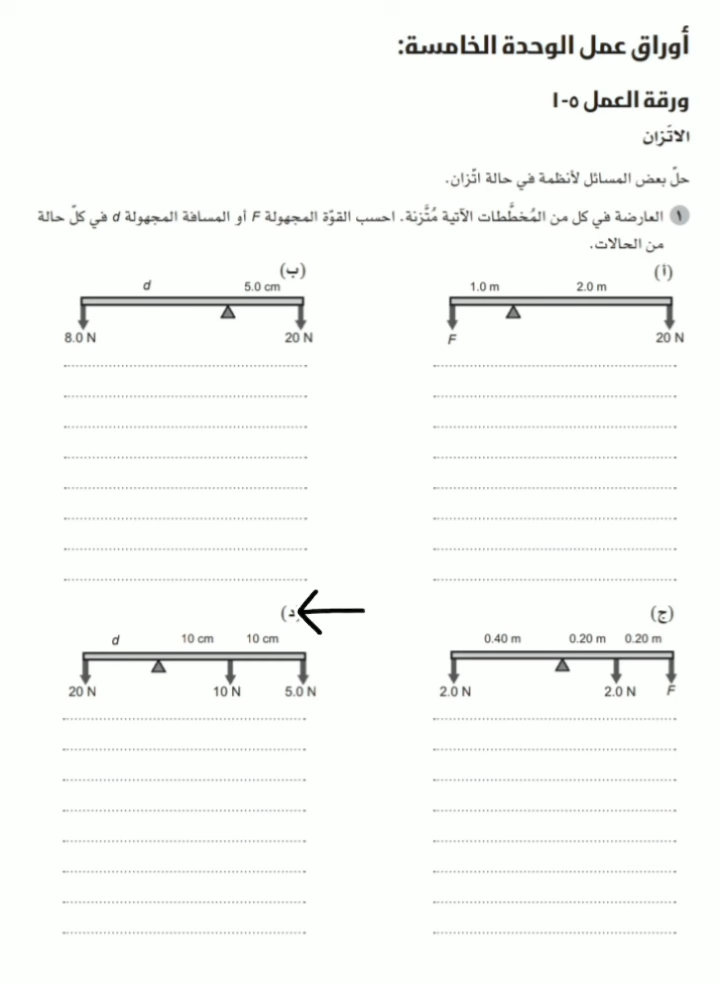 أوراق عمل الوحدة الخامسة:
ورقة العمل ٥-١
الاتّزان
حلّ بعض المسائل لأنظمة في حالة اتّزان.
١ العارضة في كل من المُخطَّطات الآتية مُتَّزنة. احسب القوّة المجهولة F أو المسافة المجهولة d في كلّ حالة
من الحالات.
(أ)
1.0 m 2.0 m
F 20 N
(ب)
d 5.0 cm
8.0 N 20 N
(ج)
0.40 m 0.20 m 0.20 m
2.0 N 2.0 N F
(د)
d 10 cm 10 cm
20 N 10 N 5.0 N